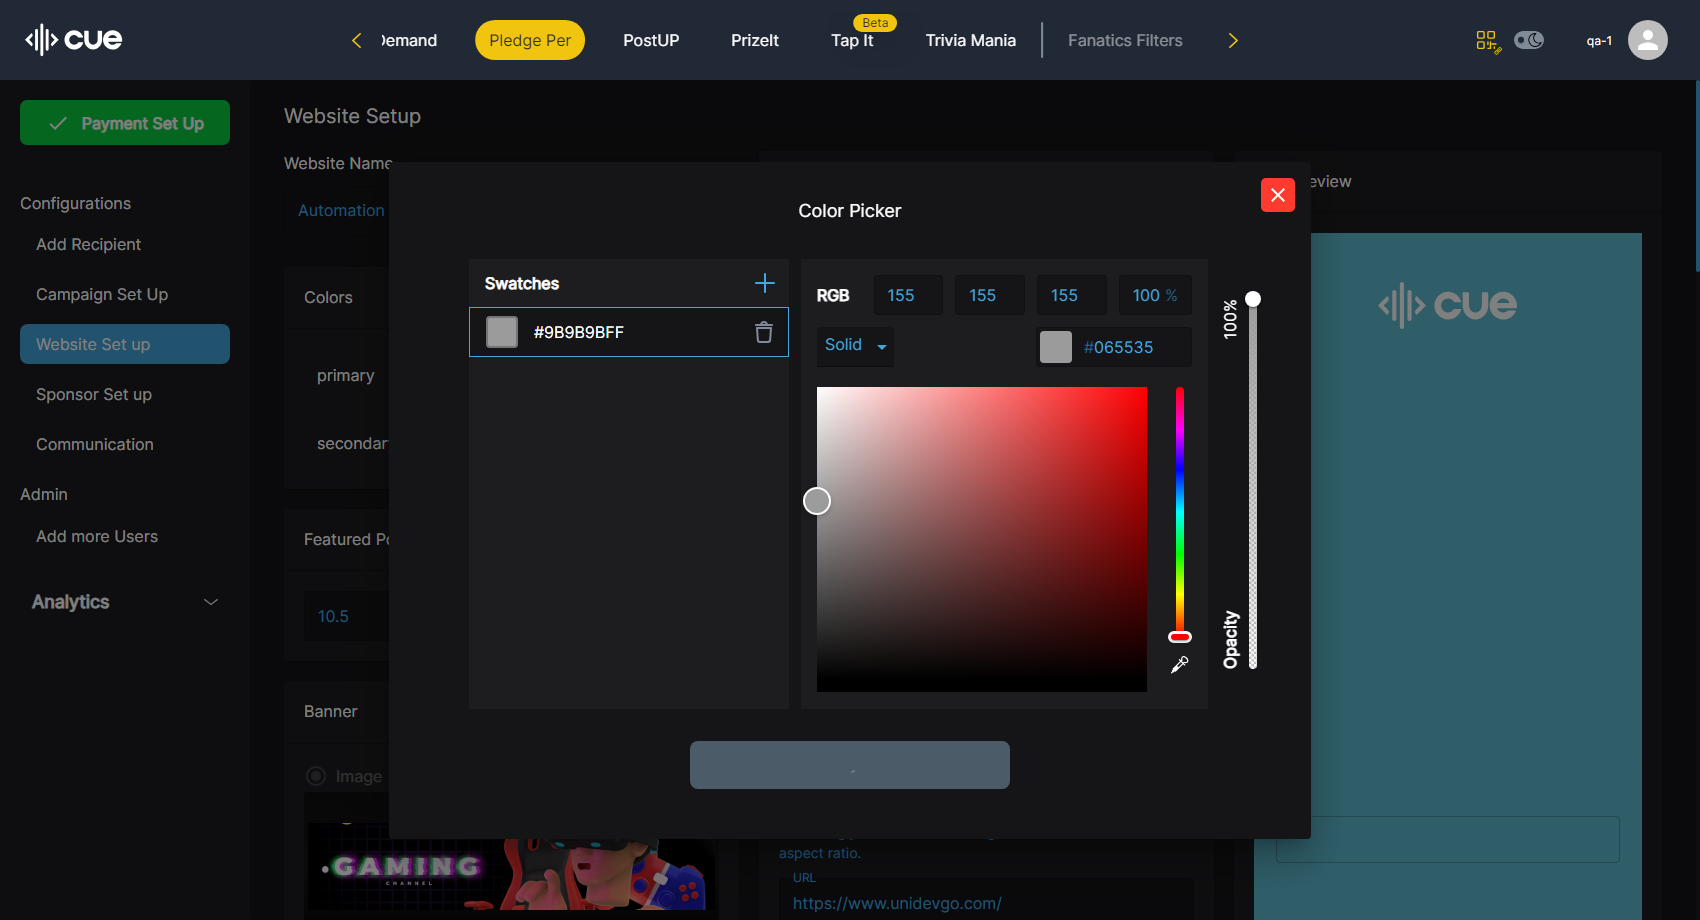 cue
Demand
Pledge Per
PostUP
PrizeIt
Beta
Tap It
Trivia Mania
Fanatics Filters
qa-1
Payment Set Up
Configurations
Add Recipient
Campaign Set Up
Website Set up
Sponsor Set up
Communication
Admin
Add more Users
Analytics
Website Setup
Website Name
Automation
Colors
primary
secondar
Featured Po
10.5
Banner
Image
GAMING
CHANNEL
Color Picker
Swatches
#9B9B9BFF
RGB
155
155
155
100 %
Solid
#065535
100%
Opacity
eview
cue
aspect ratio.
URL
https://www.unidevgo.com/